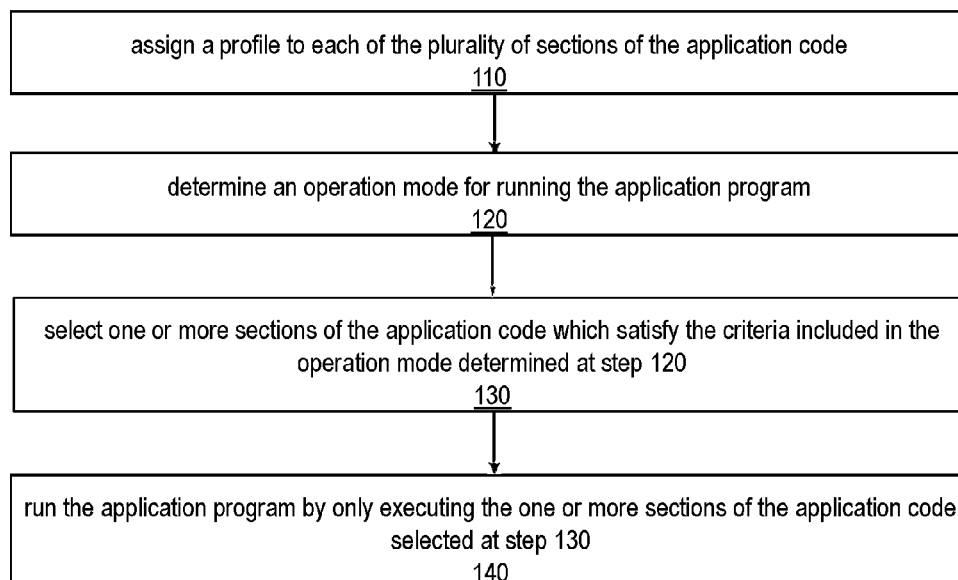 assign a profile to each of the plurality of sections of the application code
110
determine an operation mode for running the application program
120
select one or more sections of the application code which satisfy the criteria included in the
operation mode determined at step 120
130
run the application program by only executing the one or more sections of the application code
selected at step 130
140